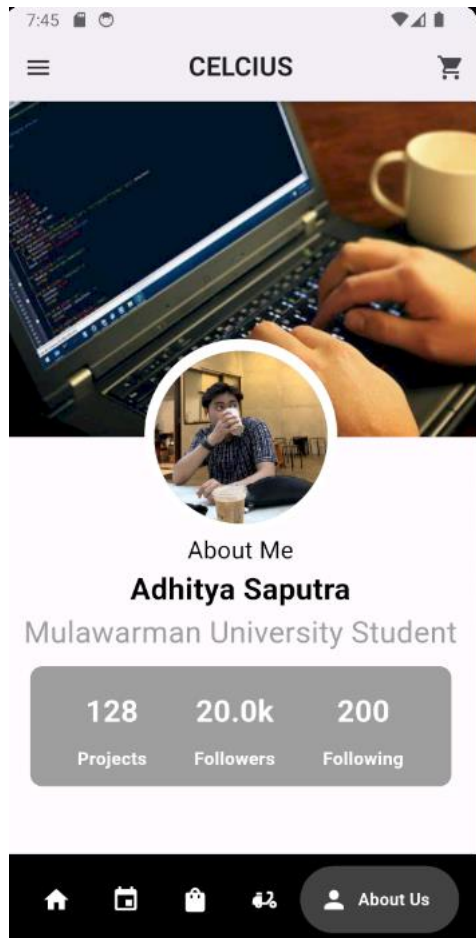 7:45
CELCIUS
About Me
Adhitya Saputra
Mulawarman University Student
128 20.0k 200
Projects Followers Following
About Us